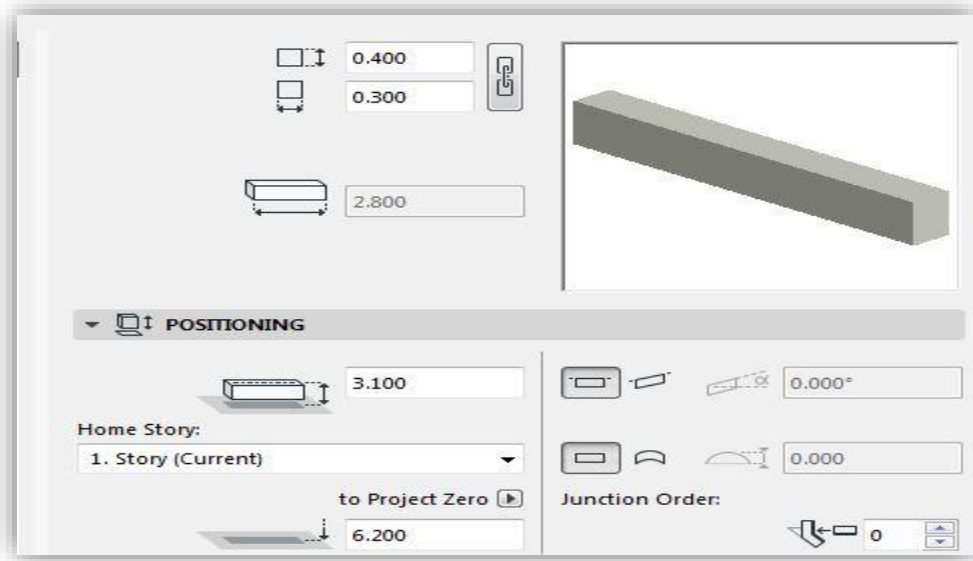 0.400
0.300
2.800
POSITIONING
3.100
0.000°
Home Story:
1. Story (Current)
0.000
to Project Zero
Junction Order:
6.200
0